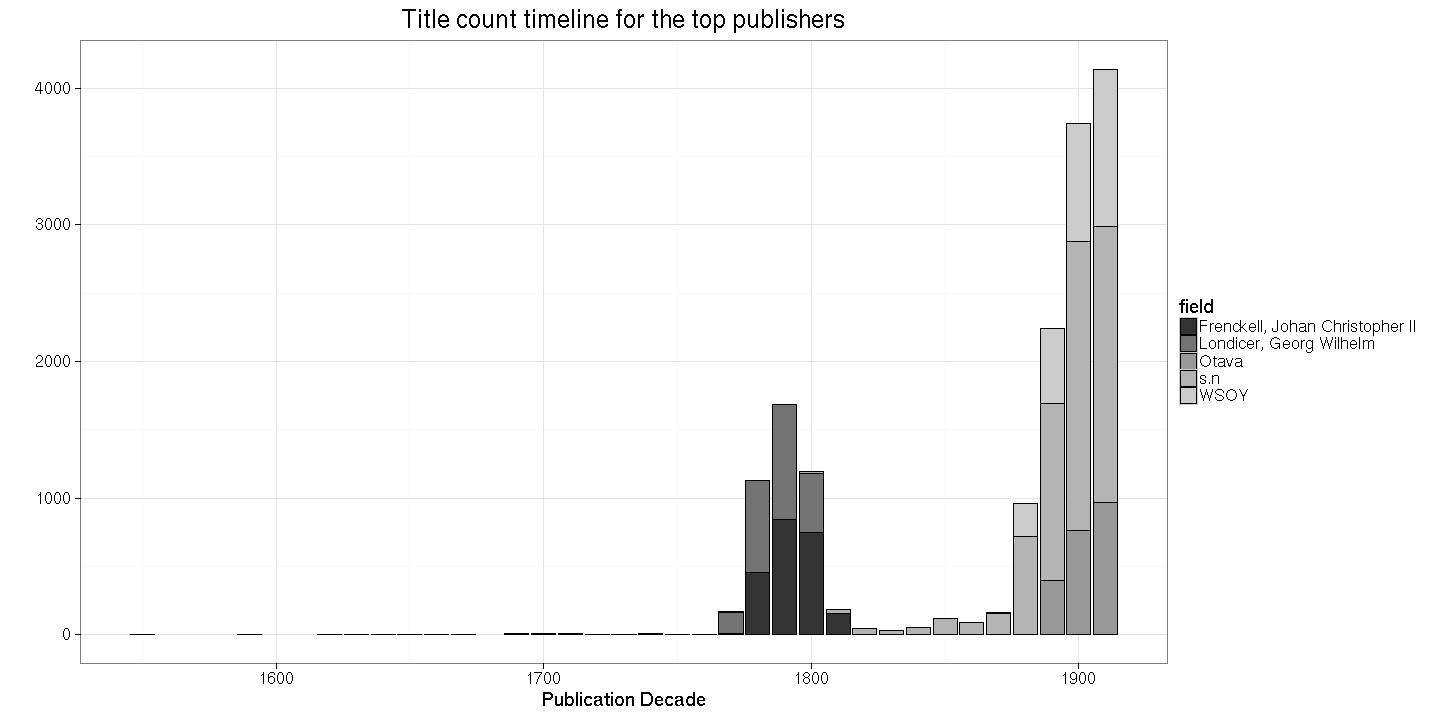 Title count timeline for the top publishers
4000
3000
2000
1000
0
1600
1700
1800
1900
Publication Decade
field
Frenckell, Johan Christopher II
Londicer, Georg Wilhelm
Otava
s.n
WSOY